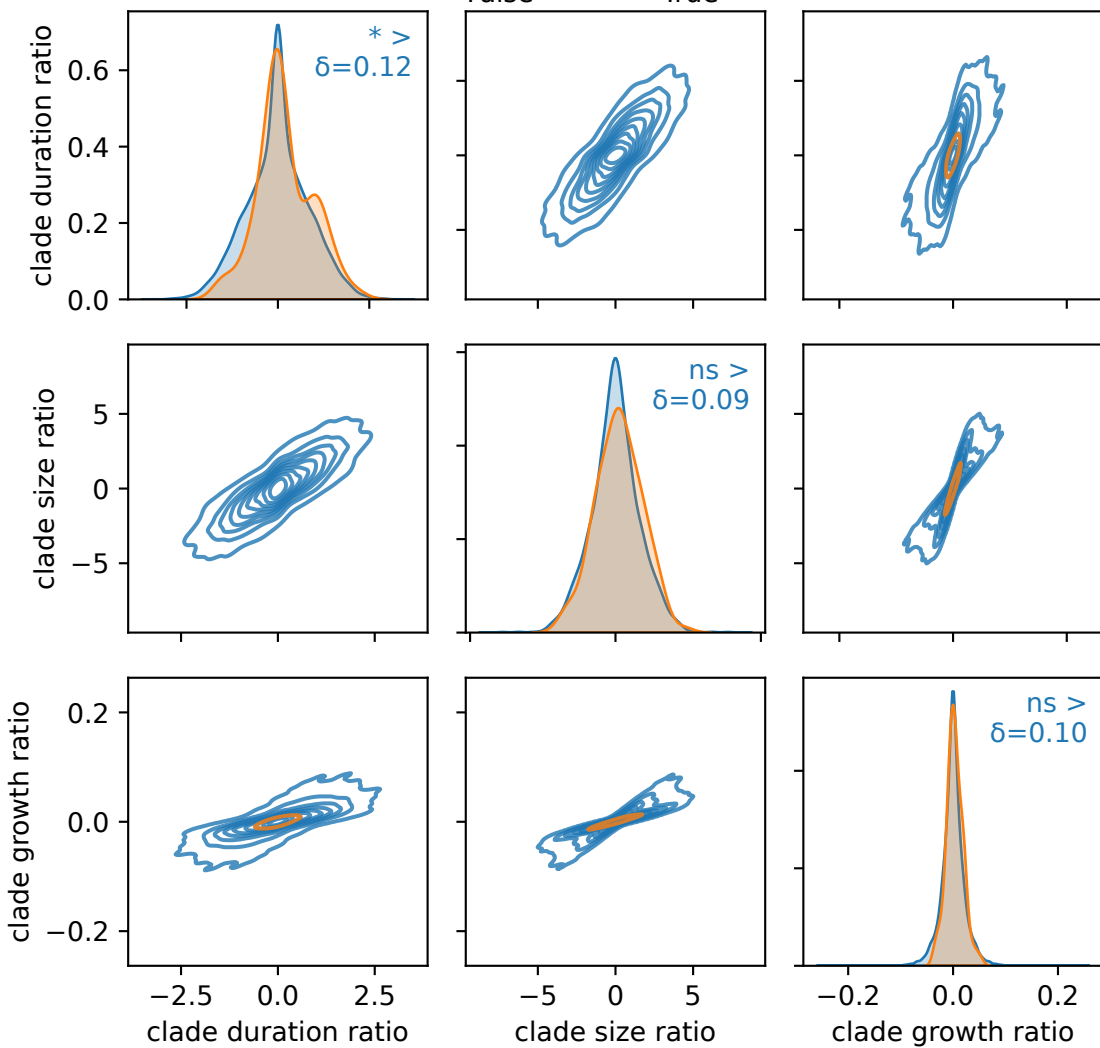 clade duration ratio
0.6
0.4
0.2
0.0
* >
δ=0.12
clade size ratio
5
0
−5
ns >
δ=0.09
clade growth ratio
0.2
0.0
−0.2
ns >
δ=0.10
−2.5 0.0 2.5
−5 0 5
−0.2 0.0 0.2
clade duration ratio
clade size ratio
clade growth ratio